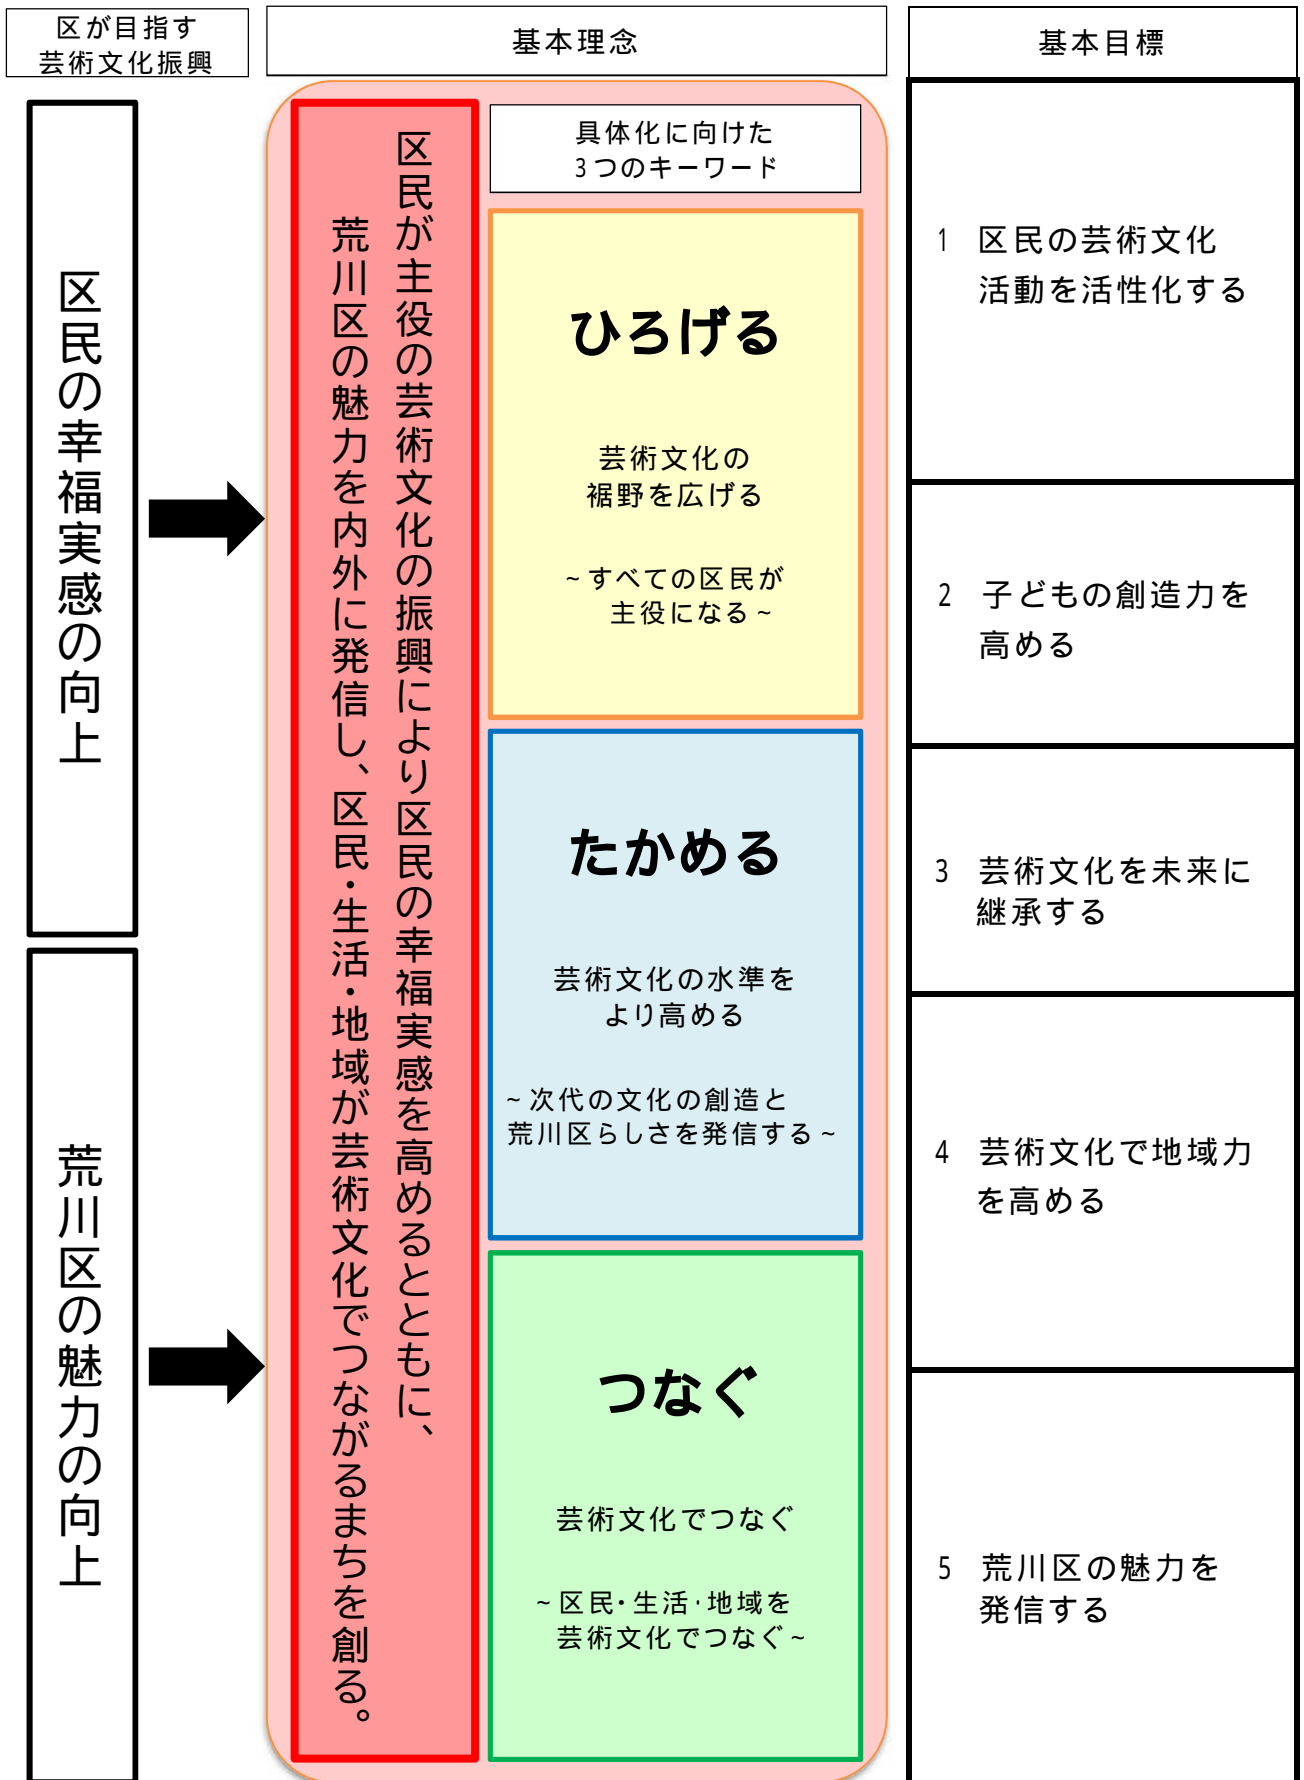 区が目指す
芸術文化振興
基本理念
基本目標
区民の幸福実感の向上
荒川区の魅力の向上
区民が主役の芸術文化の振興により区民の幸福実感を高めるとともに、
荒川区の魅力を内外に発信し、区民・生活・地域が芸術文化でつながるまちを創る。
具体化に向けた
3つのキーワード
ひろげる
芸術文化の
裾野を広げる
~すべての区民が
主役になる~
たかめる
芸術文化の水準を
より高める
~次代の文化の創造と
荒川区らしさを発信する~
つなぐ
芸術文化でつなぐ
~区民・生活・地域を
芸術文化でつなぐ~
1 区民の芸術文化
活動を活性化する
2 子どもの創造力を
高める
3 芸術文化を未来に
継承する
4 芸術文化で地域力
を高める
5 荒川区の魅力を
発信する